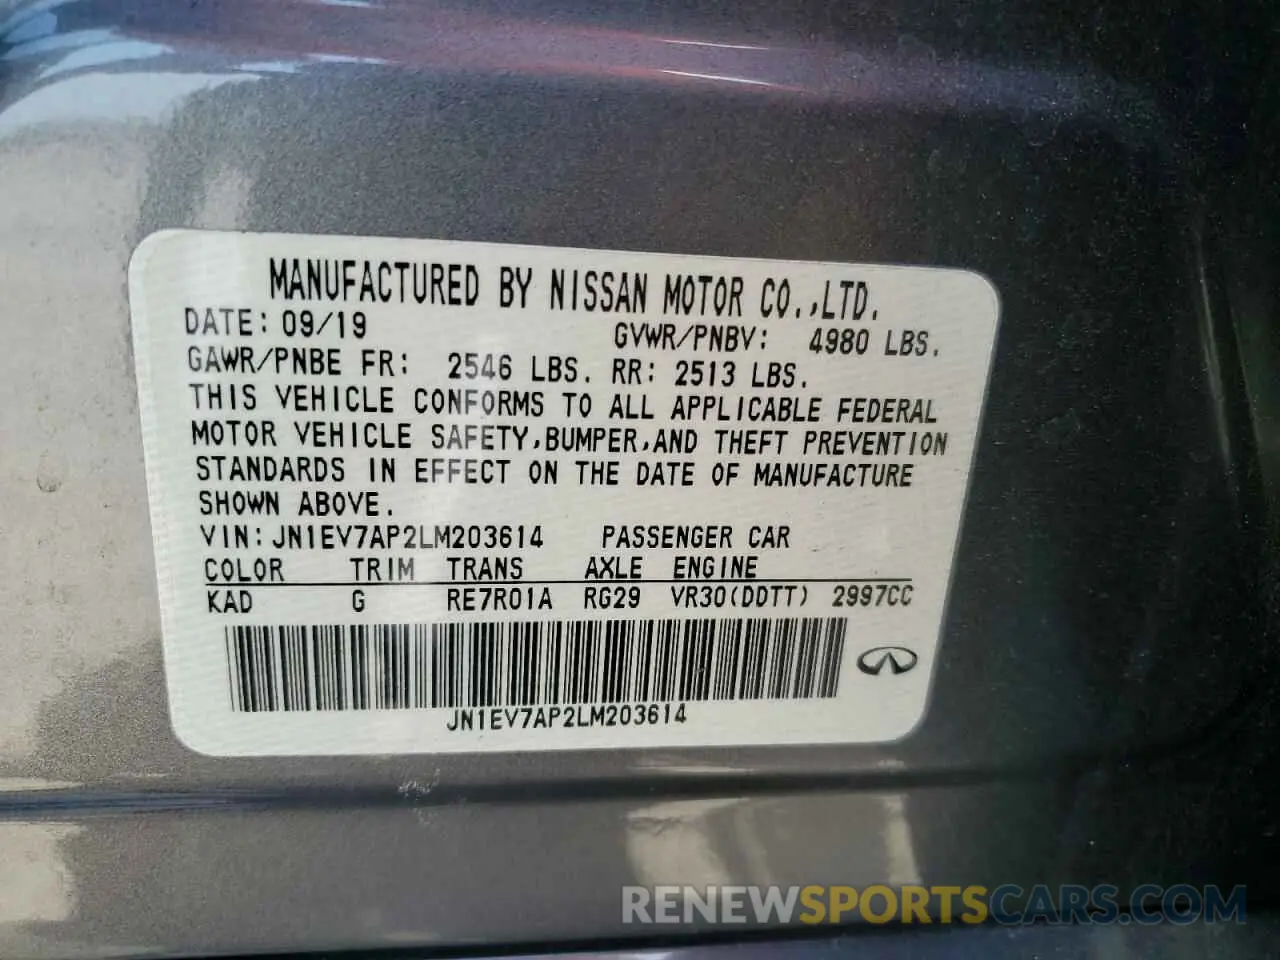 MANUFACTURED BY NISSAN MOTOR CO.,LTD.
DATE: 09/19 GVWR/PNBV: 4980 LBS.
GAWR/PNBE FR: 2546 LBS. RR: 2513 LBS.
THIS VEHICLE CONFORMS TO ALL APPLICABLE FEDERAL
MOTOR VEHICLE SAFETY,BUMPER,AND THEFT PREVENTION
STANDARDS IN EFFECT ON THE DATE OF MANUFACTURE
SHOWN ABOVE.
VIN:JN1EV7AP2LM203614 PASSENGER CAR
COLOR TRIM TRANS AXLE ENGINE
KAD G RE7R01A RG29 VR30(DDTT) 2997CC
JN1EV7AP2LM203614
RENEWSPORTSCARS.COM